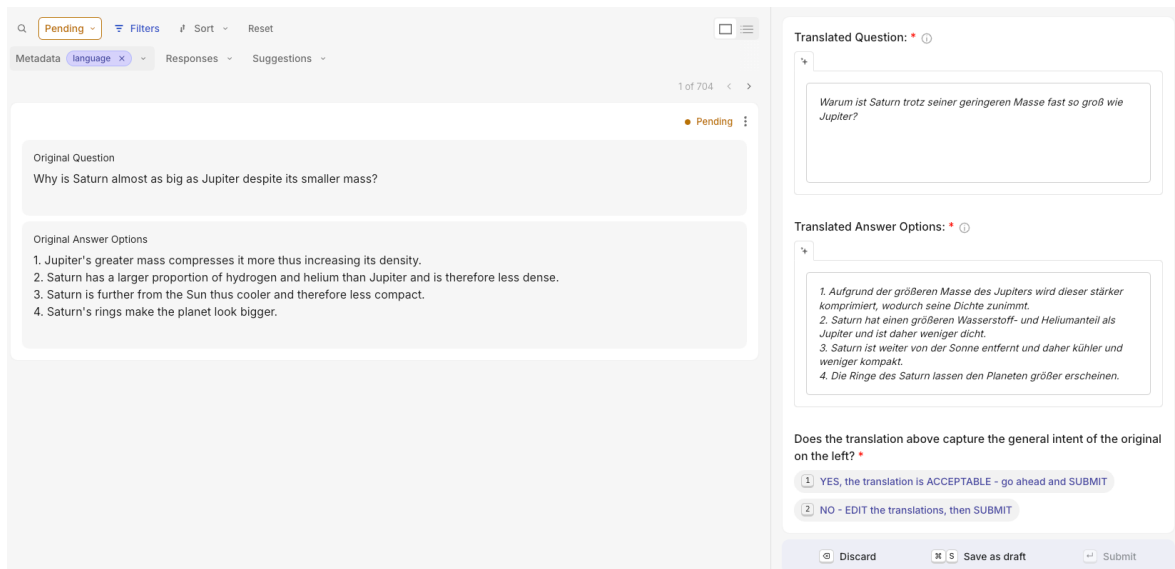 Pending
Filters
Sort
Reset
Metadata language × Responses Suggestions
1 of 704
Pending
Original Question
Why is Saturn almost as big as Jupiter despite its smaller mass?
Original Answer Options
1. Jupiter's greater mass compresses it more thus increasing its density.
2. Saturn has a larger proportion of hydrogen and helium than Jupiter and is therefore less dense.
3. Saturn is further from the Sun thus cooler and therefore less compact.
4. Saturn's rings make the planet look bigger.
Translated Question: *
Warum ist Saturn trotz seiner geringeren Masse fast so groß wie
Jupiter?
Translated Answer Options: *
1. Aufgrund der größeren Masse des Jupiters wird dieser stärker
komprimiert, wodurch seine Dichte zunimmt.
2. Saturn hat einen größeren Wasserstoff- und Heliumanteil als
Jupiter und ist daher weniger dicht.
3. Saturn ist weiter von der Sonne entfernt und daher kühler und
weniger kompakt.
4. Die Ringe des Saturn lassen den Planeten größer erscheinen.
Does the translation above capture the general intent of the original
on the left? *
1 YES, the translation is ACCEPTABLE - go ahead and SUBMIT
2 NO - EDIT the translations, then SUBMIT
Discard
⌘ S Save as draft
Submit